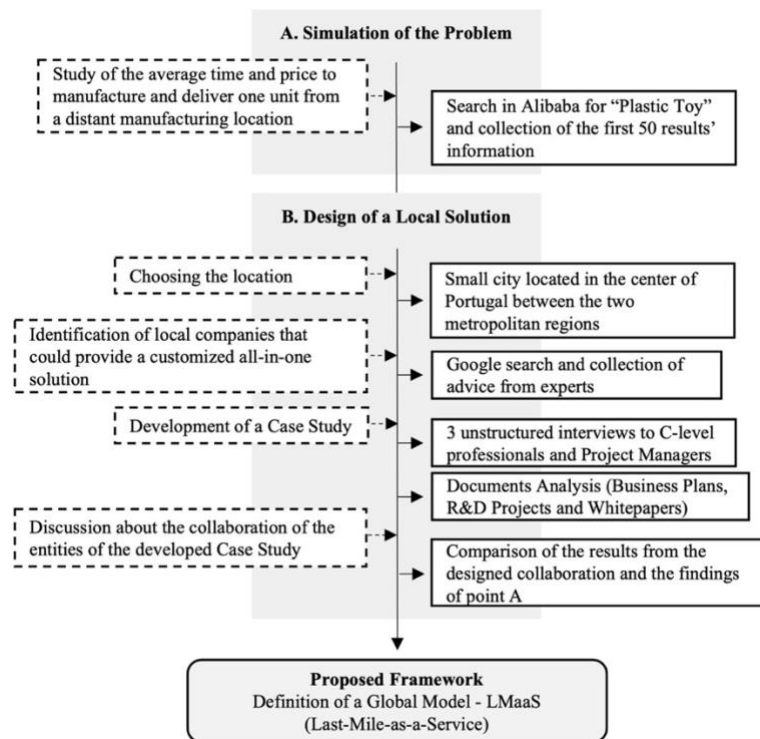 A. Simulation of the Problem
Study of the average time and price to
manufacture and deliver one unit from
a distant manufacturing location
Search in Alibaba for “Plastic Toy”
and collection of the first 50 results’
information
B. Design of a Local Solution
Choosing the location
Small city located in the center of
Portugal between the two
metropolitan regions
Identification of local companies that
could provide a customized all-in-one
solution
Google search and collection of
advice from experts
Development of a Case Study
3 unstructured interviews to C-level
professionals and Project Managers
Documents Analysis (Business Plans,
R&D Projects and Whitepapers)
Discussion about the collaboration of the
entities of the developed Case Study
Comparison of the results from the
designed collaboration and the findings
of point A
Proposed Framework
Definition of a Global Model - LMaaS
(Last-Mile-as-a-Service)